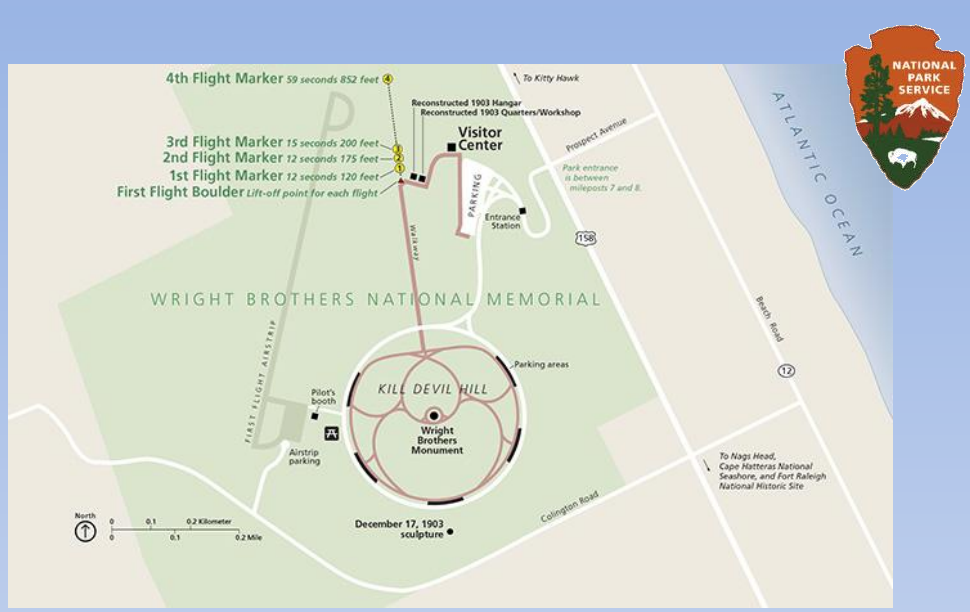 NATIONAL
PARK
SERVICE
4th Flight Marker 59 seconds 852 feet 4
To Kitty Hawk
Reconstructed 1903 Hangar
Reconstructed 1903 Quarters/Workshop
Visitor
Center
Prospect Avenue
3rd Flight Marker 15 seconds 200 feet 3
2nd Flight Marker 12 seconds 175 feet 2
1st Flight Marker 12 seconds 120 feet 1
First Flight Boulder Lift-off point for each flight
Park entrance
is between
mileposts 7 and 8.
PARKING
Entrance
Station
ATLANTIC OCEAN
158
Walkway
WRIGHT BROTHERS NATIONAL MEMORIAL
Beach Road
12
FIRST FLIGHT AIRSTRIP
Parking areas
KILL DEVIL HILL
Pilot's
booth
Wright
Brothers
Monument
Airstrip
parking
To Nags Head,
Cape Hatteras National
Seashore, and Fort Raleigh
National Historic Site
Colington Road
December 17, 1903
sculpture
North
0 0.1 0.2 Kilometer
0 0.1 0.2 Mile